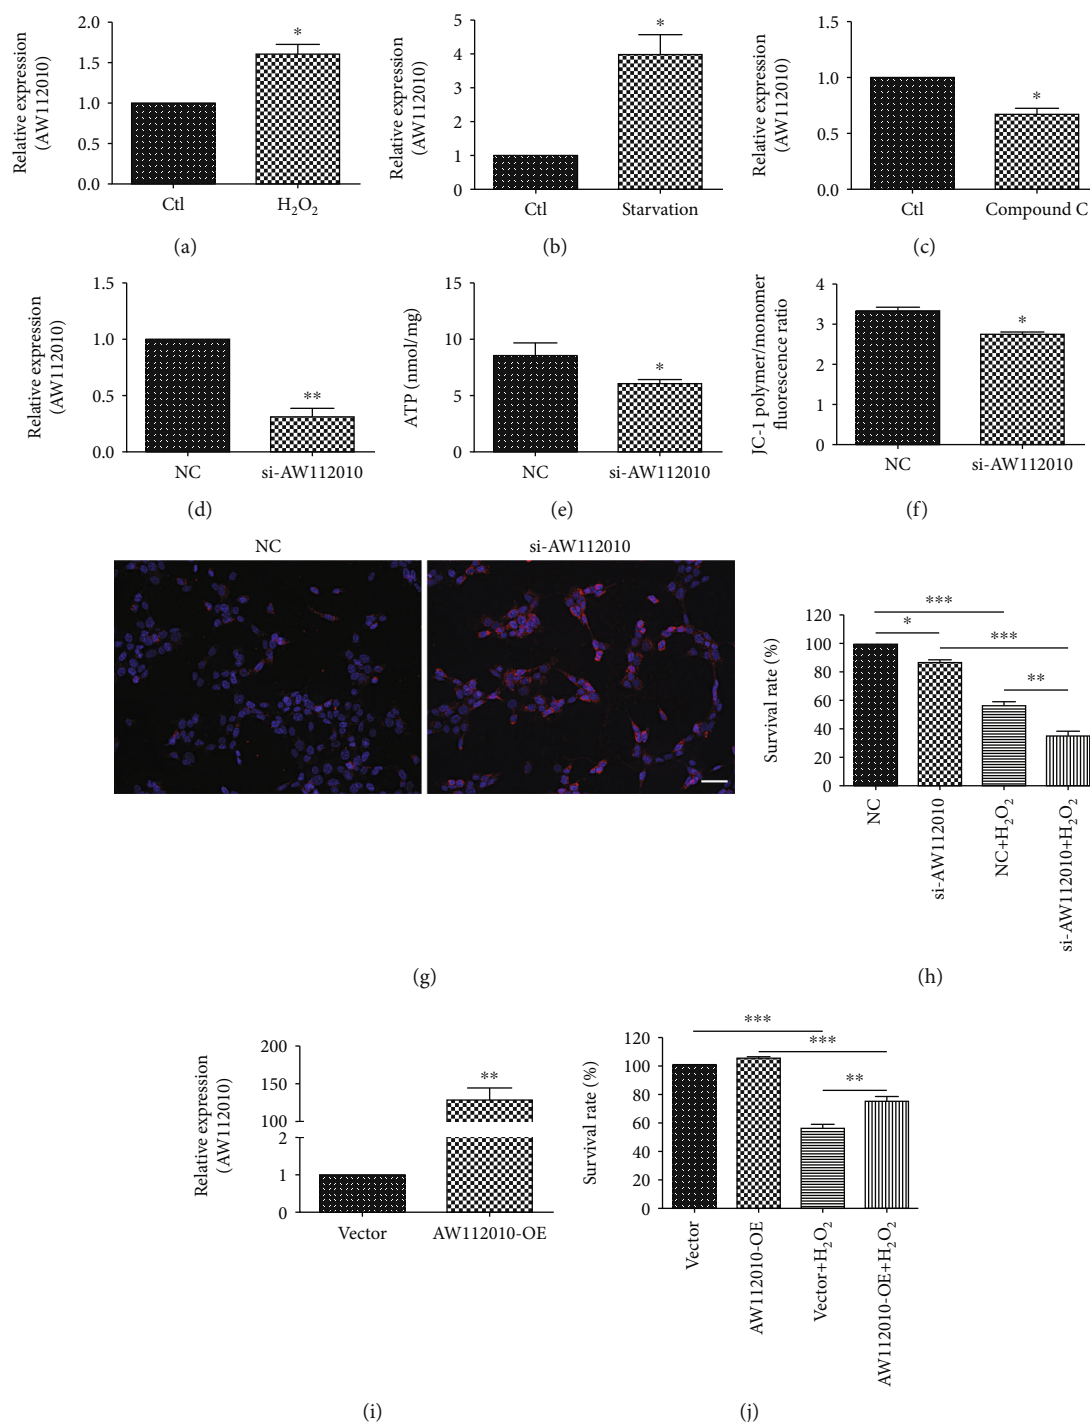 Relative expression
(AW112010)
2.0
1.5
1.0
0.5
0.0
*
Ctl
H₂O₂
(a)
Relative expression
(AW112010)
5
4
3
2
1
0
*
Ctl
Starvation
(b)
Relative expression
(AW112010)
1.5
1.0
0.5
0.0
*
Ctl
Compound C
(c)
Relative expression
(AW112010)
1.5
1.0
0.5
0.0
**
NC
si-AW112010
(d)
ATP (nmol/mg)
15
10
5
0
*
NC
si-AW112010
(e)
JC-1 polymer/monomer
fluorescence ratio
4
3
2
1
0
*
NC
si-AW112010
(f)
NC
si-AW112010
(g)
Survival rate (%)
120
100
80
60
40
20
0
***
*
***
**
NC
si-AW112010
NC+H₂O₂
si-AW112010+H₂O₂
(h)
Relative expression
(AW112010)
200
150
100
2
1
0
**
Vector
AW112010-OE
(i)
Survival rate (%)
120
100
80
60
40
20
0
***
***
**
Vector
AW112010-OE
Vector+H₂O₂
AW112010-OE+H₂O₂
(j)